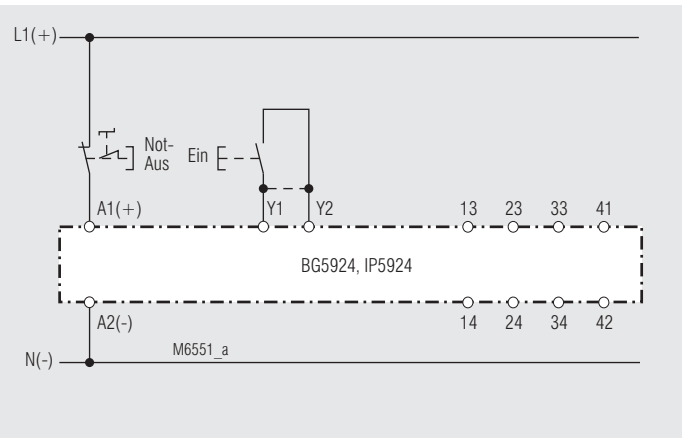 L1(+)
Not-
Aus
Ein
A1(+)
Y1
Y2
13
23
33
41
BG5924, IP5924
A2(-)
14
24
34
42
M6551_a
N(-)